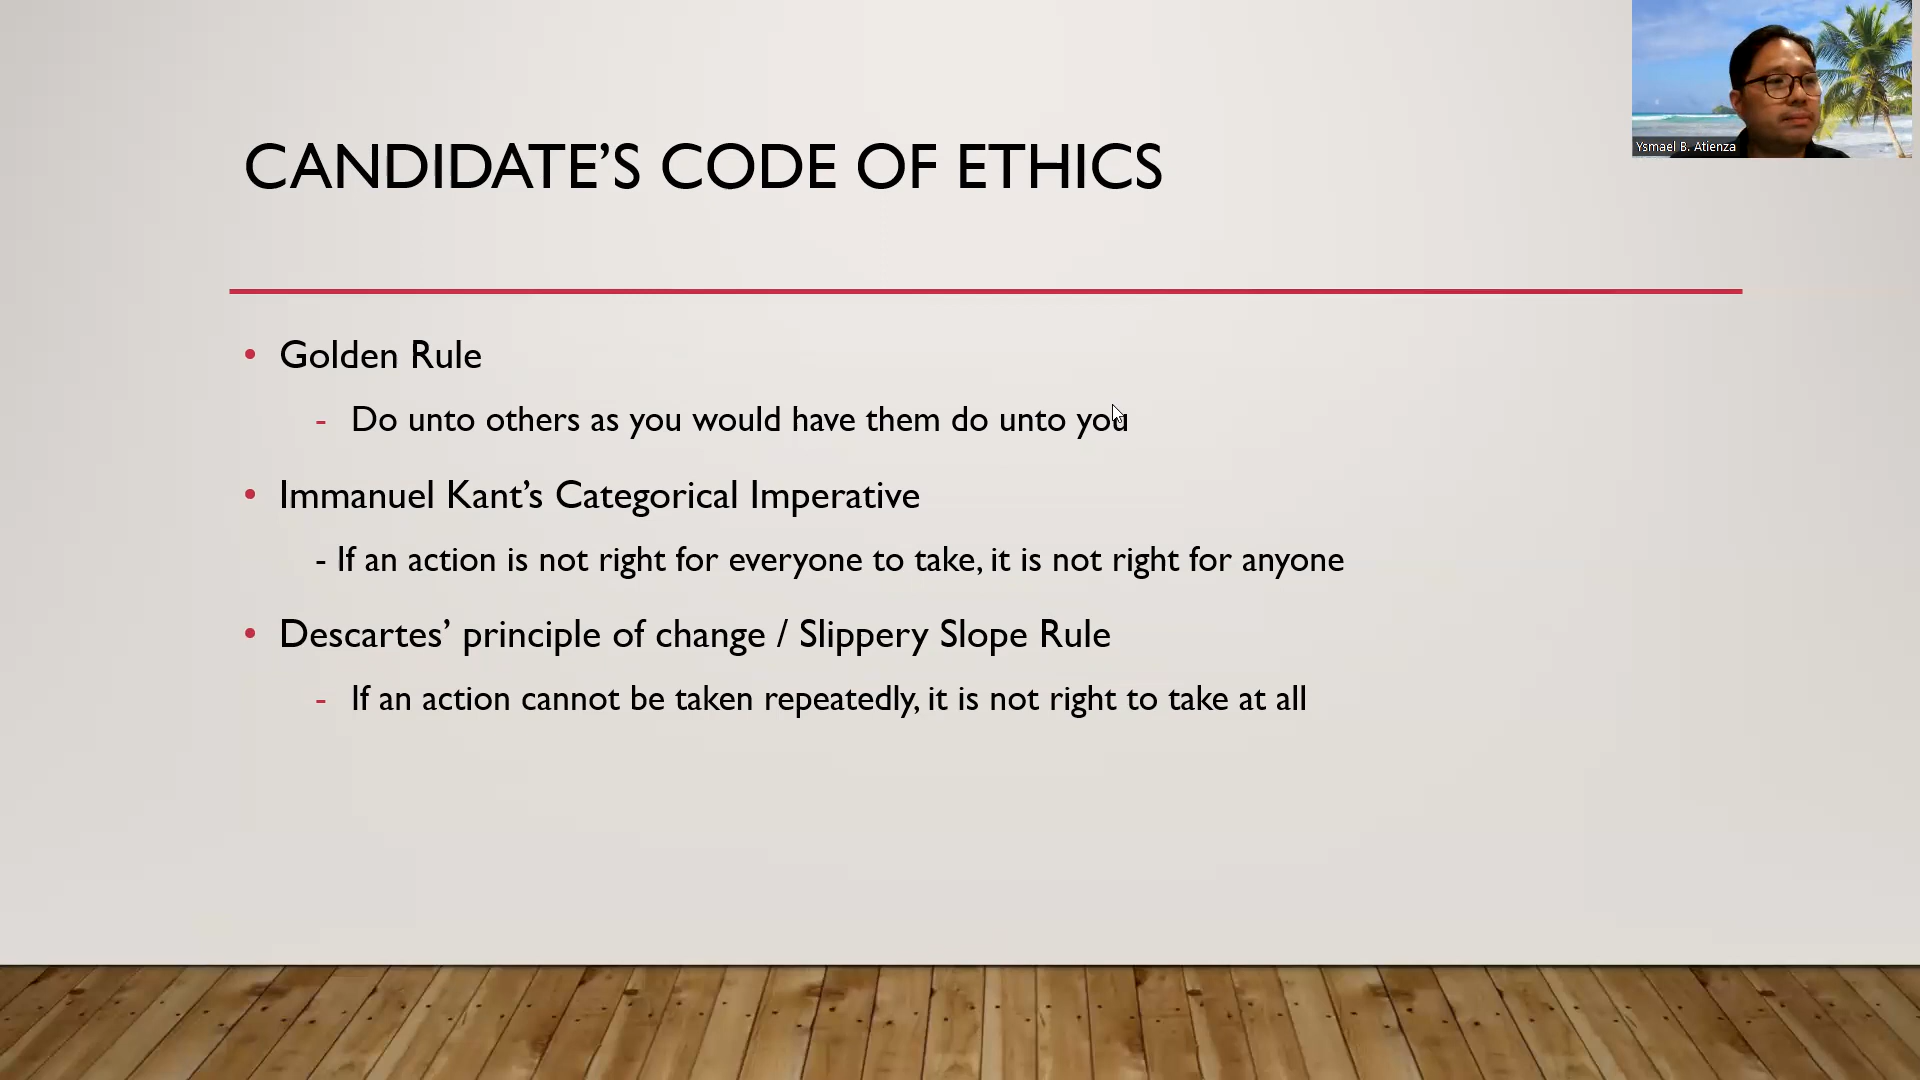 CANDIDATE’S CODE OF ETHICS
Ysmael B. Atienza
• Golden Rule
- Do unto others as you would have them do unto you
• Immanuel Kant’s Categorical Imperative
- If an action is not right for everyone to take, it is not right for anyone
• Descartes’ principle of change / Slippery Slope Rule
- If an action cannot be taken repeatedly, it is not right to take at all